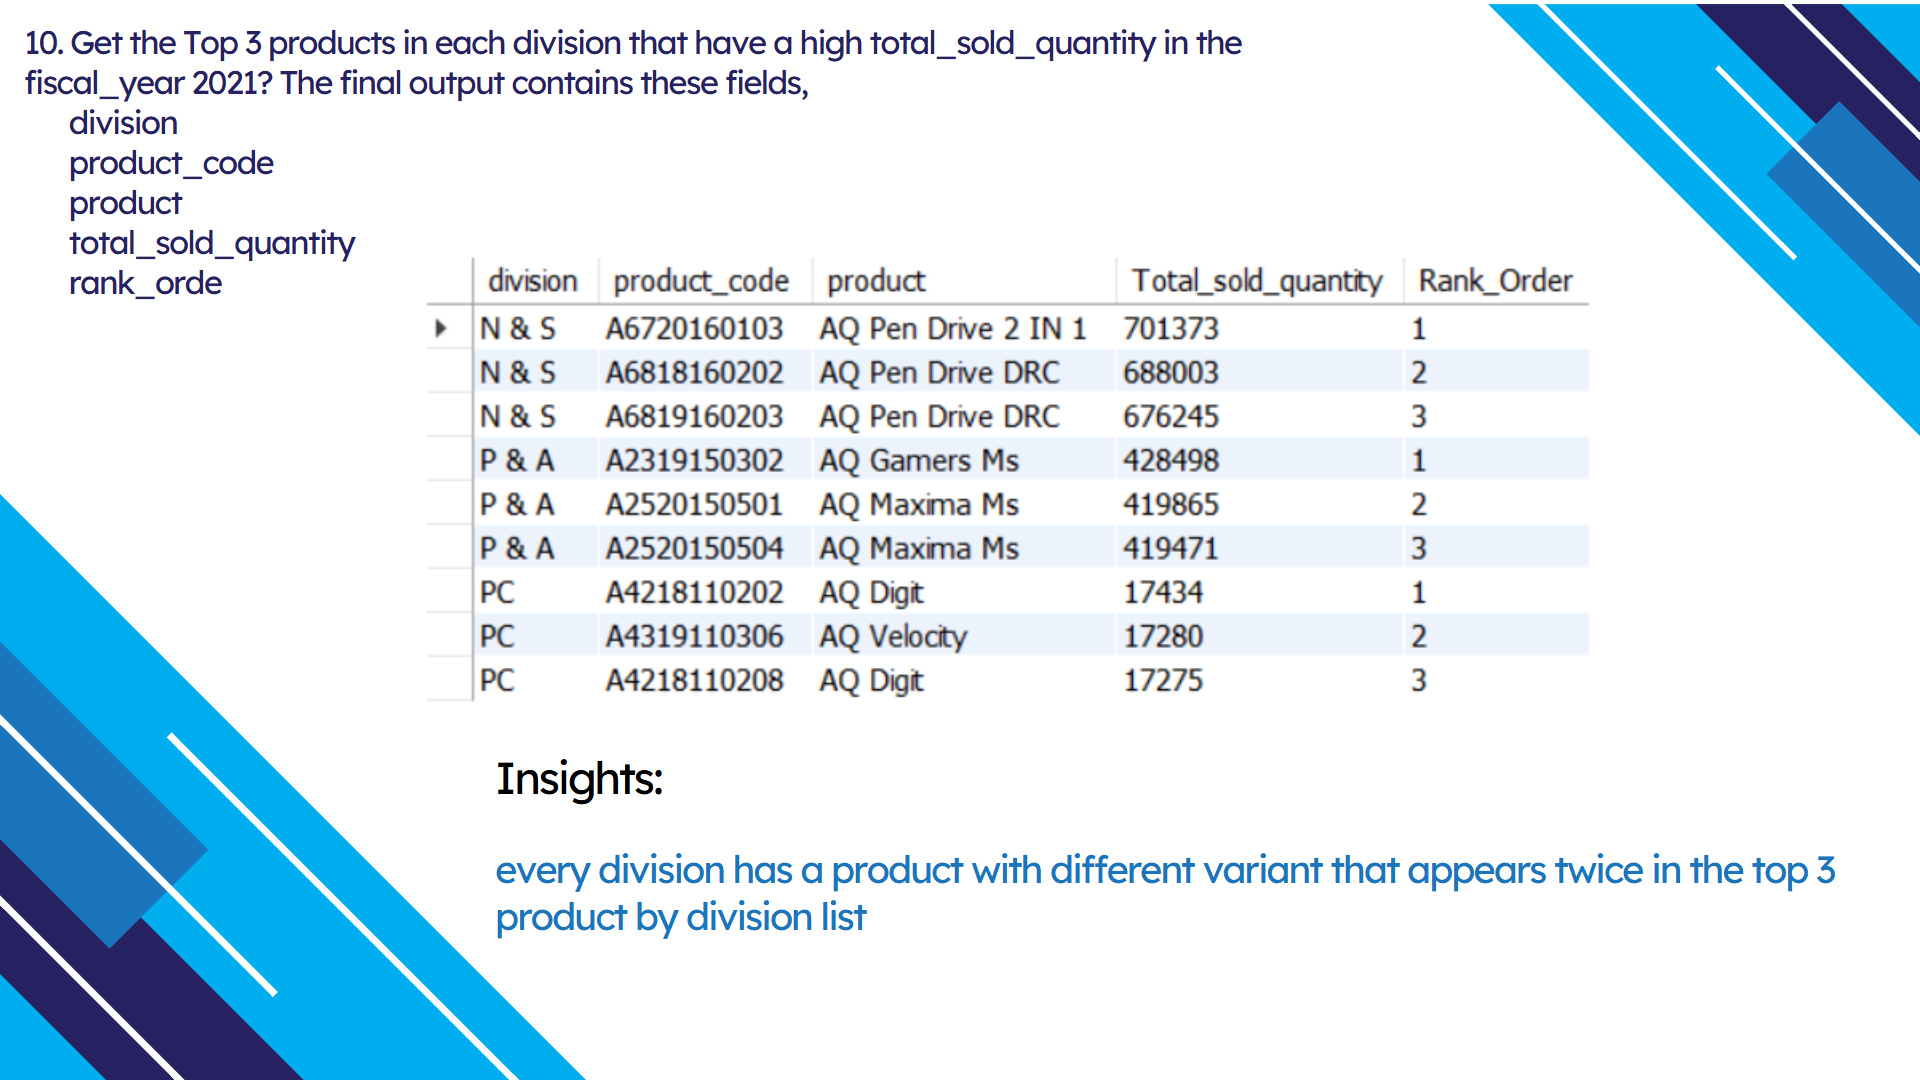 10. Get the Top 3 products in each division that have a high total_sold_quantity in the
fiscal_year 2021? The final output contains these fields,
division
product_code
product
total_sold_quantity
rank_orde
division product_code product Total_sold_quantity Rank_Order
N & S A6720160103 AQ Pen Drive 2 IN 1 701373 1
N & S A6818160202 AQ Pen Drive DRC 688003 2
N & S A6819160203 AQ Pen Drive DRC 676245 3
P & A A2319150302 AQ Gamers Ms 428498 1
P & A A2520150501 AQ Maxima Ms 419865 2
P & A A2520150504 AQ Maxima Ms 419471 3
PC A4218110202 AQ Digit 17434 1
PC A4319110306 AQ Velocity 17280 2
PC A4218110208 AQ Digit 17275 3
Insights:
every division has a product with different variant that appears twice in the top 3
product by division list